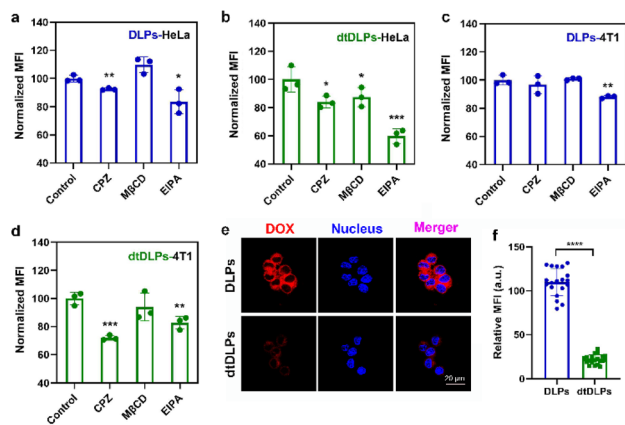 a
DLPs-HeLa
Normalized MFI
140
120
100
80
60
40
**
*
Control
CPZ
MβCD
EIPA
b
dtDLPs-HeLa
Normalized MFI
140
120
100
80
60
40
*
*
***
Control
CPZ
MβCD
EIPA
c
DLPs-4T1
Normalized MFI
140
120
100
80
60
40
**
Control
CPZ
MβCD
EIPA
d
dtDLPs-4T1
Normalized MFI
140
120
100
80
60
40
***
**
Control
CPZ
MβCD
EIPA
e
DOX Nucleus Merger
DLPs
dtDLPs
20 μm
f
Relative MFI (a.u.)
150
100
50
0
****
DLPs dtDLPs